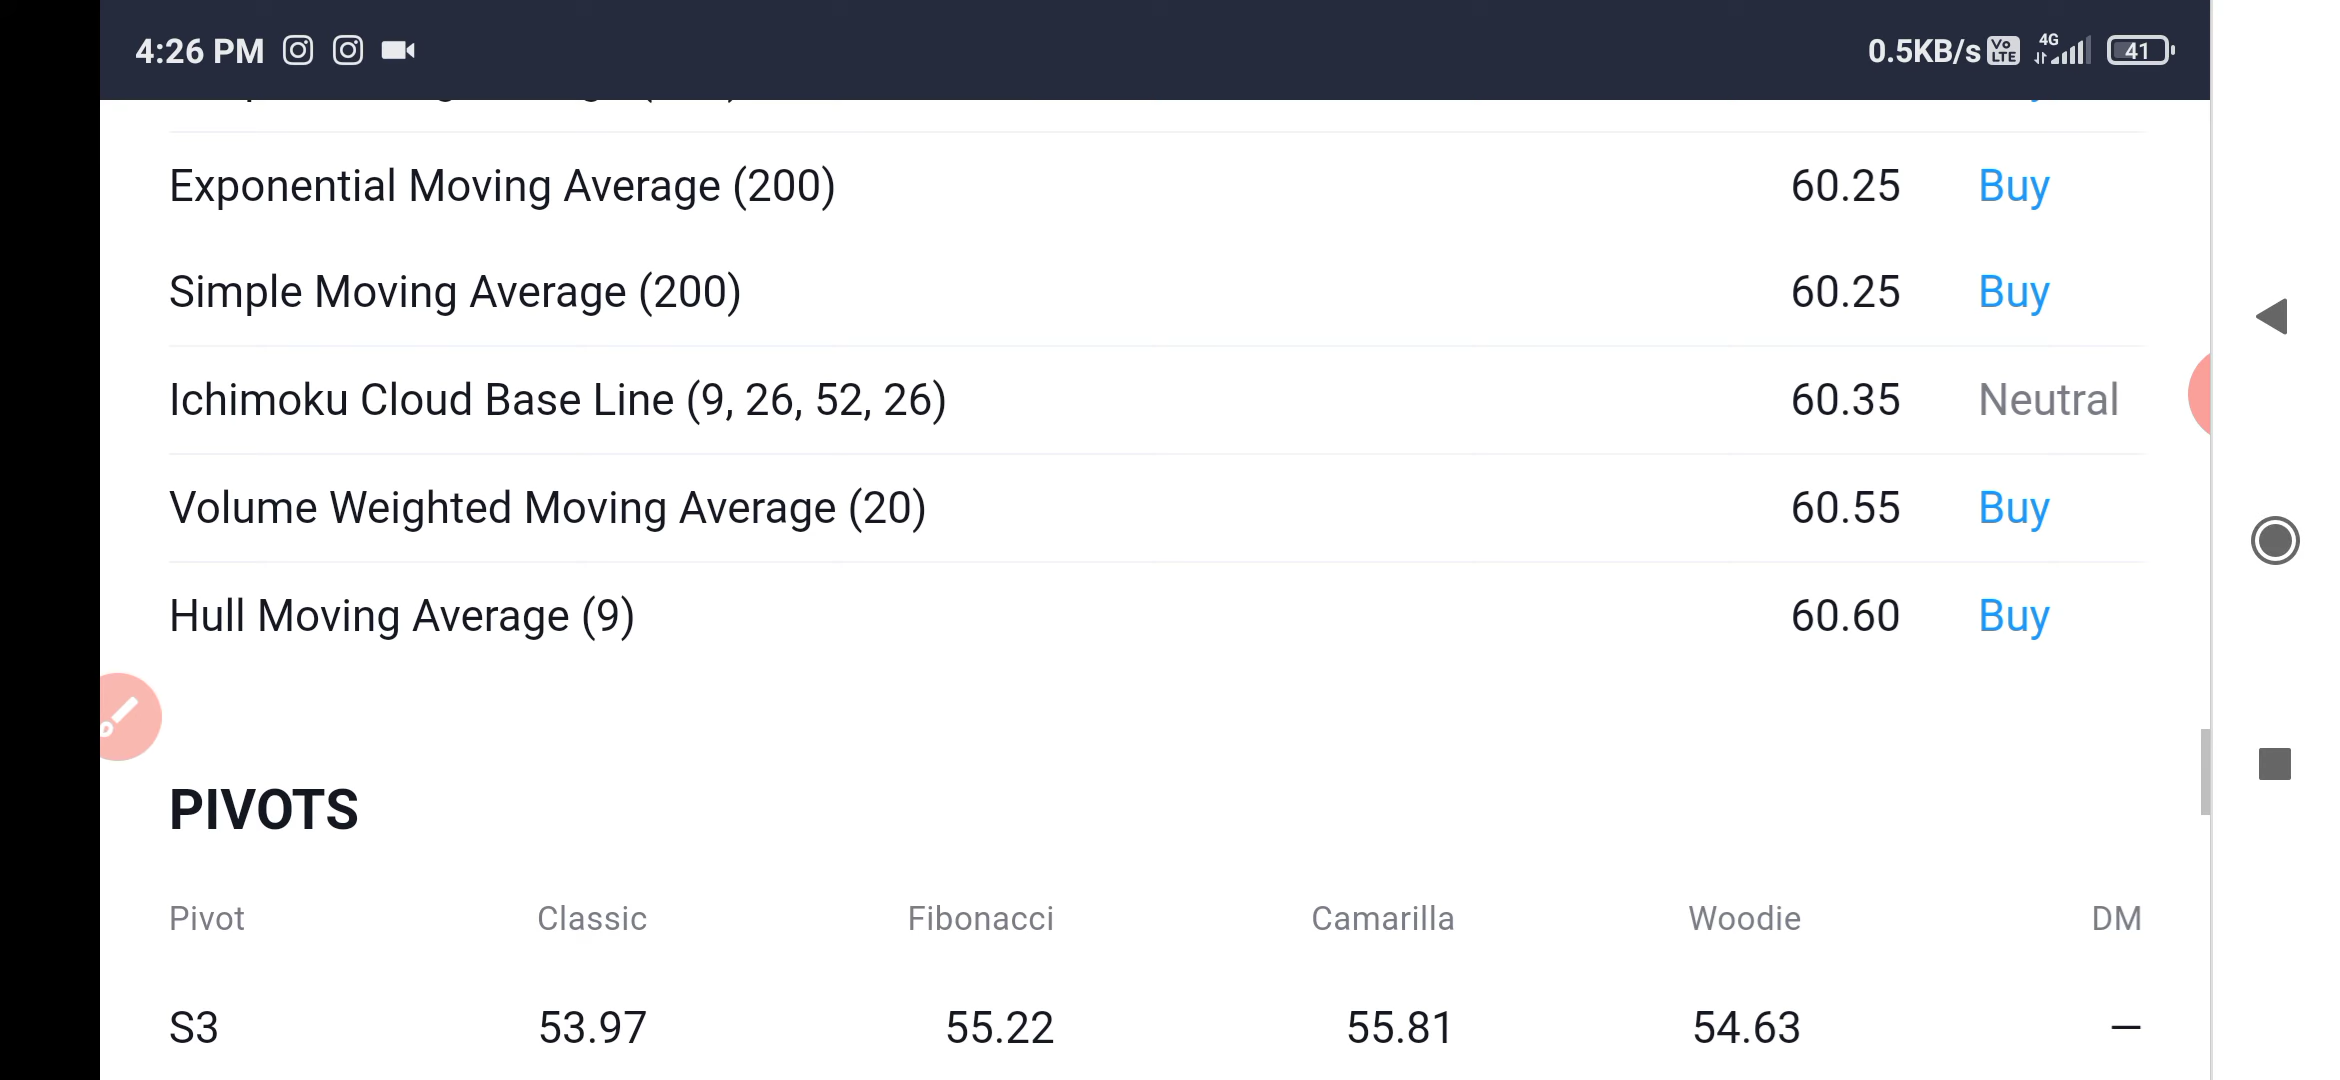 4:26 PM 0.5KB/s Vo LTE 4G 41
Exponential Moving Average (200) 60.25 Buy
Simple Moving Average (200) 60.25 Buy
Ichimoku Cloud Base Line (9, 26, 52, 26) 60.35 Neutral
Volume Weighted Moving Average (20) 60.55 Buy
Hull Moving Average (9) 60.60 Buy
PIVOTS
Pivot Classic Fibonacci Camarilla Woodie DM
S3 53.97 55.22 55.81 54.63 —